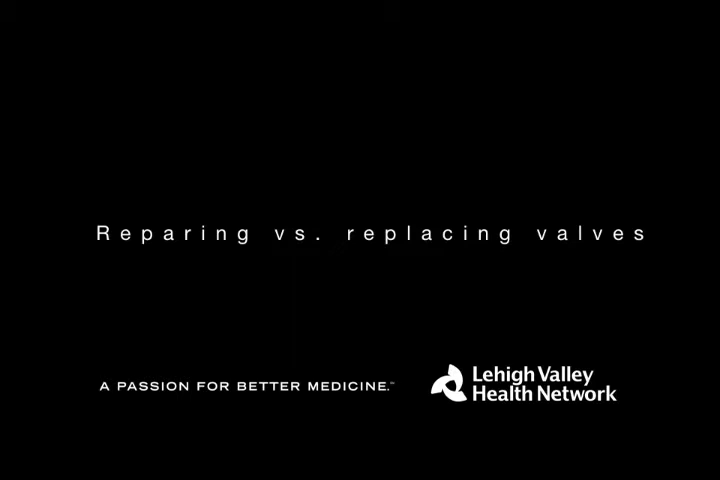 Reparing vs. replacing valves
A PASSION FOR BETTER MEDICINE.™
Lehigh Valley
Health Network